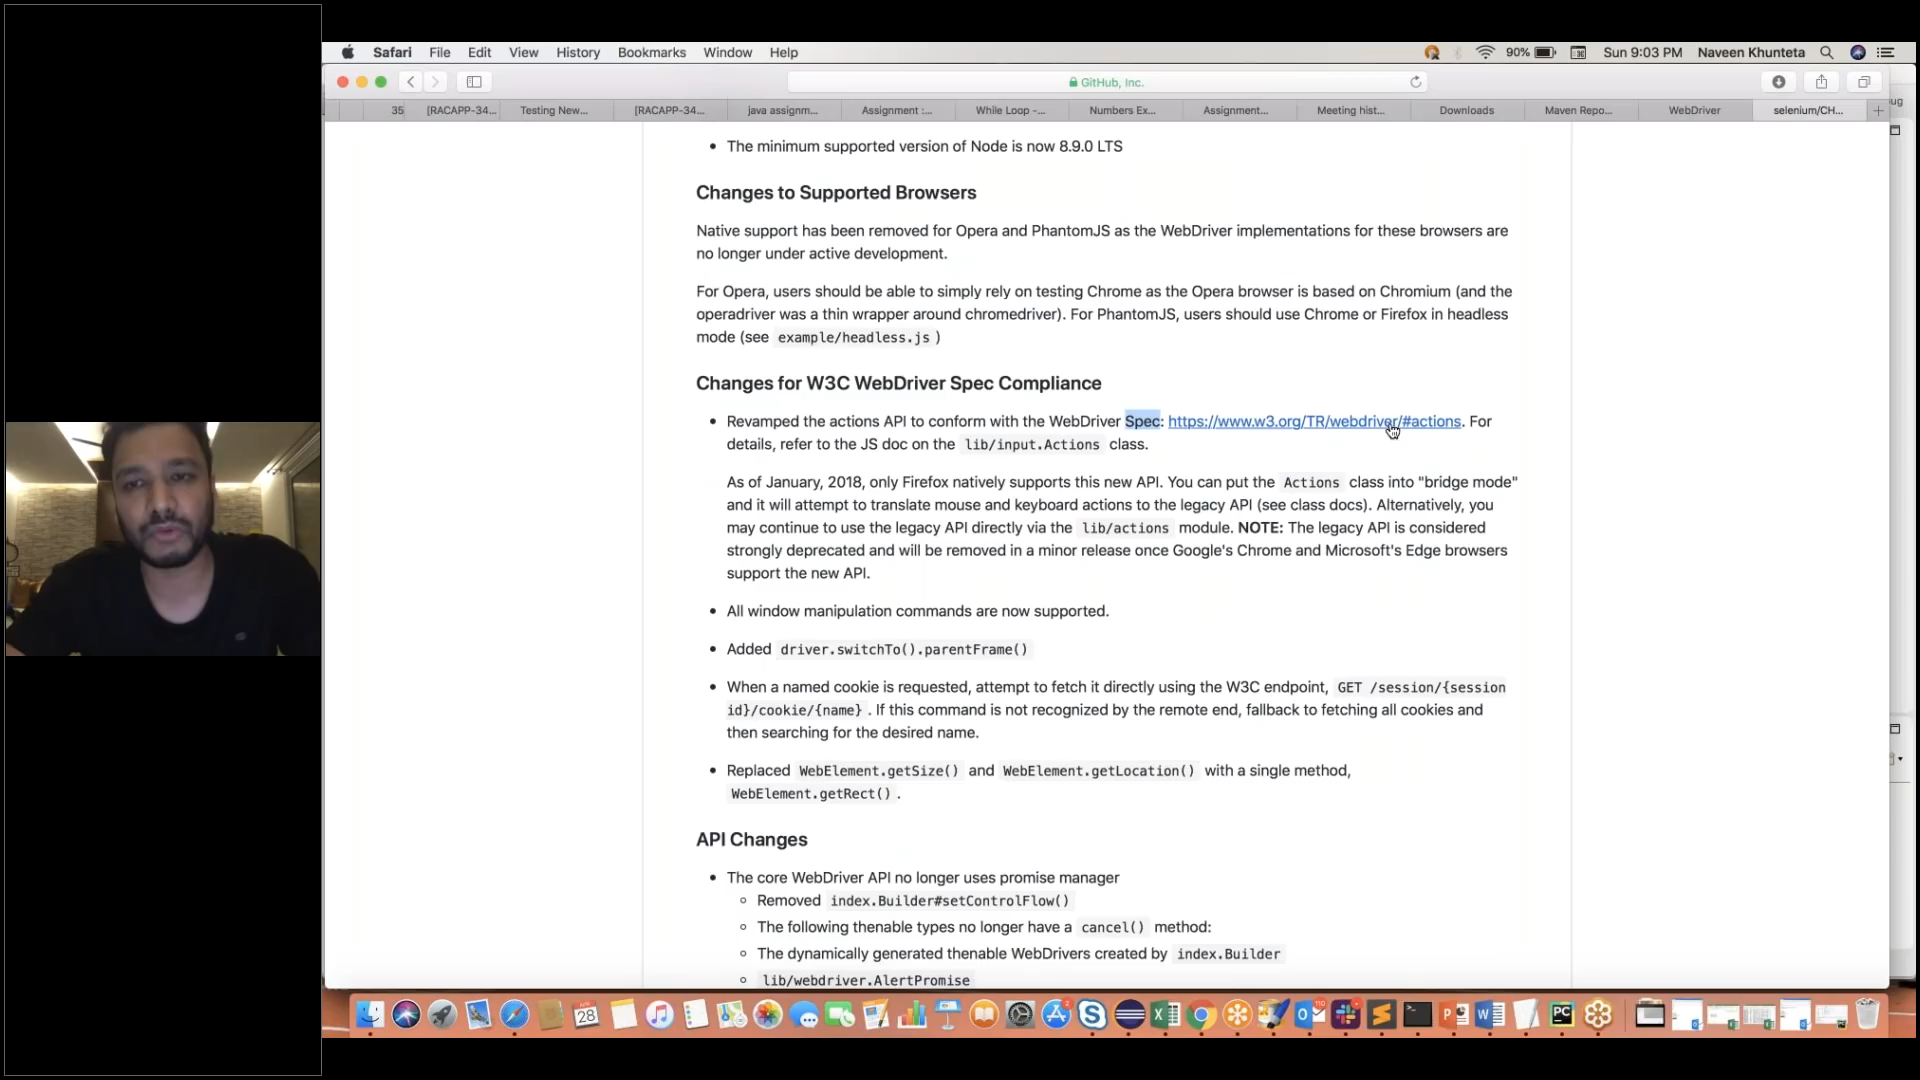 Safari File Edit View History Bookmarks Window Help 90% Sun 9:03 PM Naveen Khunteta
GitHub, Inc.
35 [RACAPP-34... Testing New... [RACAPP-34... java assignm... Assignment :... While Loop -... Numbers Ex... Assignment... Meeting hist... Downloads Maven Repo... WebDriver selenium/CH...
• The minimum supported version of Node is now 8.9.0 LTS
Changes to Supported Browsers
Native support has been removed for Opera and PhantomJS as the WebDriver implementations for these browsers are
no longer under active development.
For Opera, users should be able to simply rely on testing Chrome as the Opera browser is based on Chromium (and the
operadriver was a thin wrapper around chromedriver). For PhantomJS, users should use Chrome or Firefox in headless
mode (see example/headless.js )
Changes for W3C WebDriver Spec Compliance
• Revamped the actions API to conform with the WebDriver Spec: https://www.w3.org/TR/webdriver/#actions. For
details, refer to the JS doc on the lib/input.Actions class.
As of January, 2018, only Firefox natively supports this new API. You can put the Actions class into "bridge mode"
and it will attempt to translate mouse and keyboard actions to the legacy API (see class docs). Alternatively, you
may continue to use the legacy API directly via the lib/actions module. NOTE: The legacy API is considered
strongly deprecated and will be removed in a minor release once Google's Chrome and Microsoft's Edge browsers
support the new API.
• All window manipulation commands are now supported.
• Added driver.switchTo().parentFrame()
• When a named cookie is requested, attempt to fetch it directly using the W3C endpoint, GET /session/{session
id}/cookie/{name} . If this command is not recognized by the remote end, fallback to fetching all cookies and
then searching for the desired name.
• Replaced WebElement.getSize() and WebElement.getLocation() with a single method,
WebElement.getRect() .
API Changes
• The core WebDriver API no longer uses promise manager
◦ Removed index.Builder#setControlFlow()
◦ The following thenable types no longer have a cancel() method:
◦ The dynamically generated thenable WebDrivers created by index.Builder
◦ lib/webdriver.AlertPromise
28
110
PC